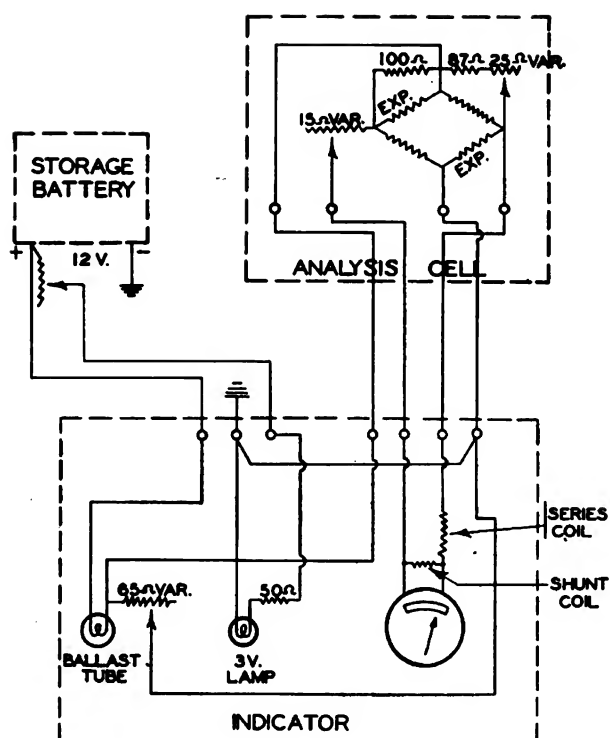 100Ω 87Ω 25Ω VAR.
EXP.
15Ω VAR.
EXP.
STORAGE
BATTERY
+ -
12 V.
ANALYSIS CELL
SERIES
COIL
65Ω VAR.
50Ω
SHUNT
COIL
BALLAST
TUBE
3V.
LAMP
INDICATOR